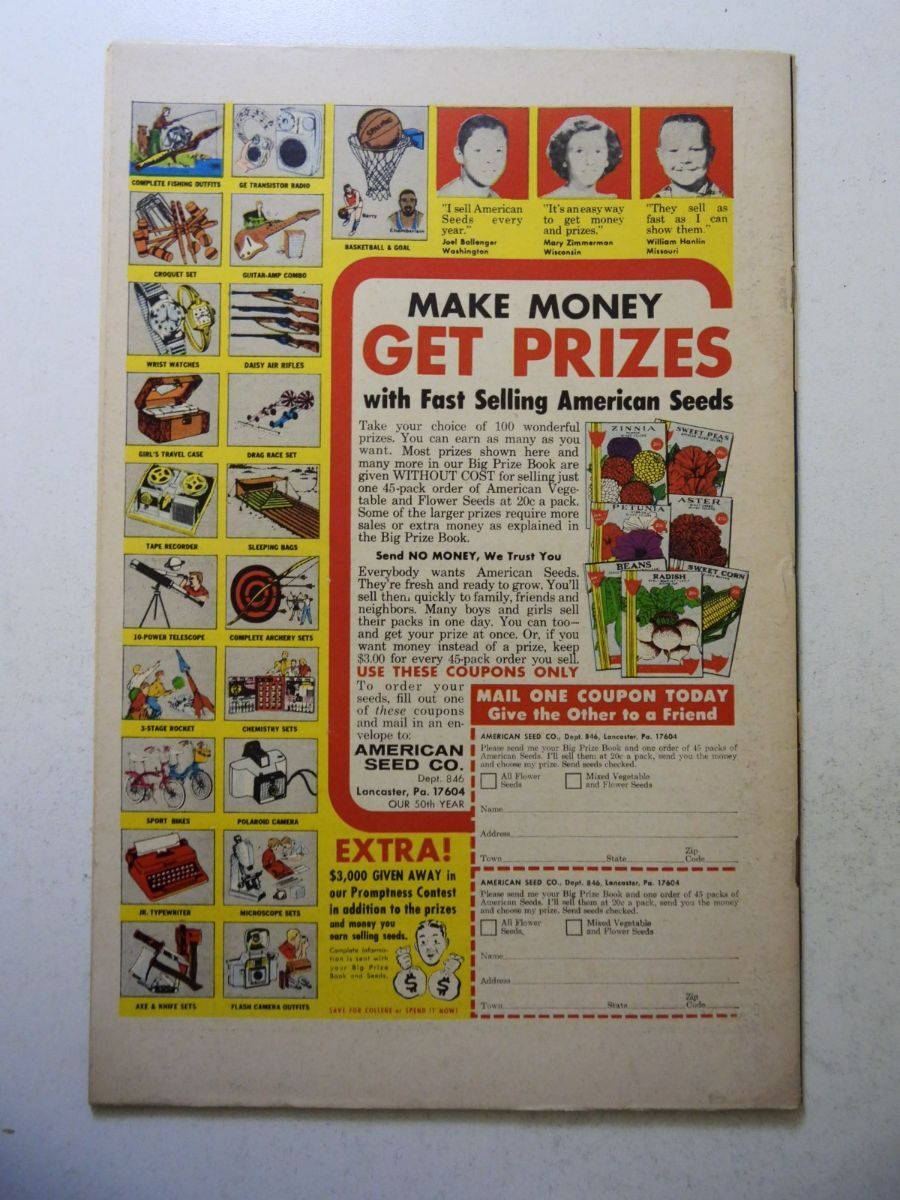 COMPLETE FISHING OUTFITS
GE TRANSISTOR RADIO
SPALDING
Barry
Chamberlain
BASKETBALL & GOAL
CROQUET SET
GUITAR-AMP COMBO
WRIST WATCHES
DAISY AIR RIFLES
GIRL'S TRAVEL CASE
DRAG RACE SET
TAPE RECORDER
SLEEPING BAGS
10-POWER TELESCOPE
COMPLETE ARCHERY SETS
3-STAGE ROCKET
CHEMISTRY SETS
SPORT BIKES
POLAROID CAMERA
JR. TYPEWRITER
MICROSCOPE SETS
AXE & KNIFE SETS
FLASH CAMERA OUTFITS
"I sell American
Seeds every
year."
Joel Ballenger
Washington
"It's an easy way
to get money
and prizes."
Mary Zimmerman
Wisconsin
"They sell as
fast as I can
show them."
William Hanlin
Missouri
MAKE MONEY
GET PRIZES
with Fast Selling American Seeds
Take your choice of 100 wonderful
prizes. You can earn as many as you
want. Most prizes shown here and
many more in our Big Prize Book are
given WITHOUT COST for selling just
one 45-pack order of American Vege-
table and Flower Seeds at 20c a pack.
Some of the larger prizes require more
sales or extra money as explained in
the Big Prize Book.
Send NO MONEY, We Trust You
Everybody wants American Seeds.
They're fresh and ready to grow. You'll
sell them quickly to family, friends and
neighbors. Many boys and girls sell
their packs in one day. You can too—
and get your prize at once. Or, if you
want money instead of a prize, keep
$3.00 for every 45-pack order you sell.
ZINNIA
SWEET PEAS
PETUNIA
ASTER
BEANS
RADISH
SWEET CORN
USE THESE COUPONS ONLY
To order your
seeds, fill out one
of these coupons
and mail in an en-
velope to:
AMERICAN
SEED CO.
Dept. 846
Lancaster, Pa. 17604
OUR 50th YEAR
MAIL ONE COUPON TODAY
Give the Other to a Friend
AMERICAN SEED CO., Dept. 846, Lancaster, Pa. 17604
Please send me your Big Prize Book and one order of 45 packs of
American Seeds. I'll sell them at 20c a pack, send you the money
and choose my prize. Send seeds checked.
All Flower
Seeds
Mixed Vegetable
and Flower Seeds
Name
Address
Town State Zip Code
AMERICAN SEED CO., Dept. 846, Lancaster, Pa. 17604
Please send me your Big Prize Book and one order of 45 packs of
American Seeds. I'll sell them at 20c a pack, send you the money
and choose my prize. Send seeds checked.
All Flower
Seeds
Mixed Vegetable
and Flower Seeds
Name
Address
Town State Zip Code
EXTRA!
$3,000 GIVEN AWAY in
our Promptness Contest
in addition to the prizes
and money you
earn selling seeds.
Complete informa-
tion is sent with
your Big Prize
Book and Seeds.
$ $
SAVE FOR COLLEGE or SPEND IT NOW!